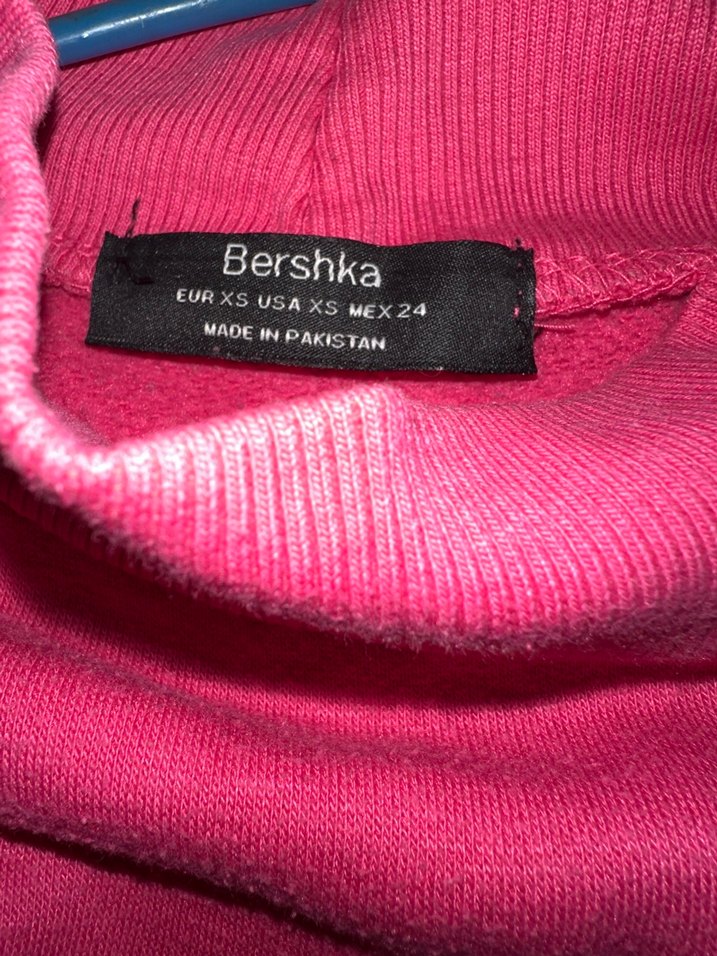 Bershka
EUR XS USA XS MEX 24
MADE IN PAKISTAN